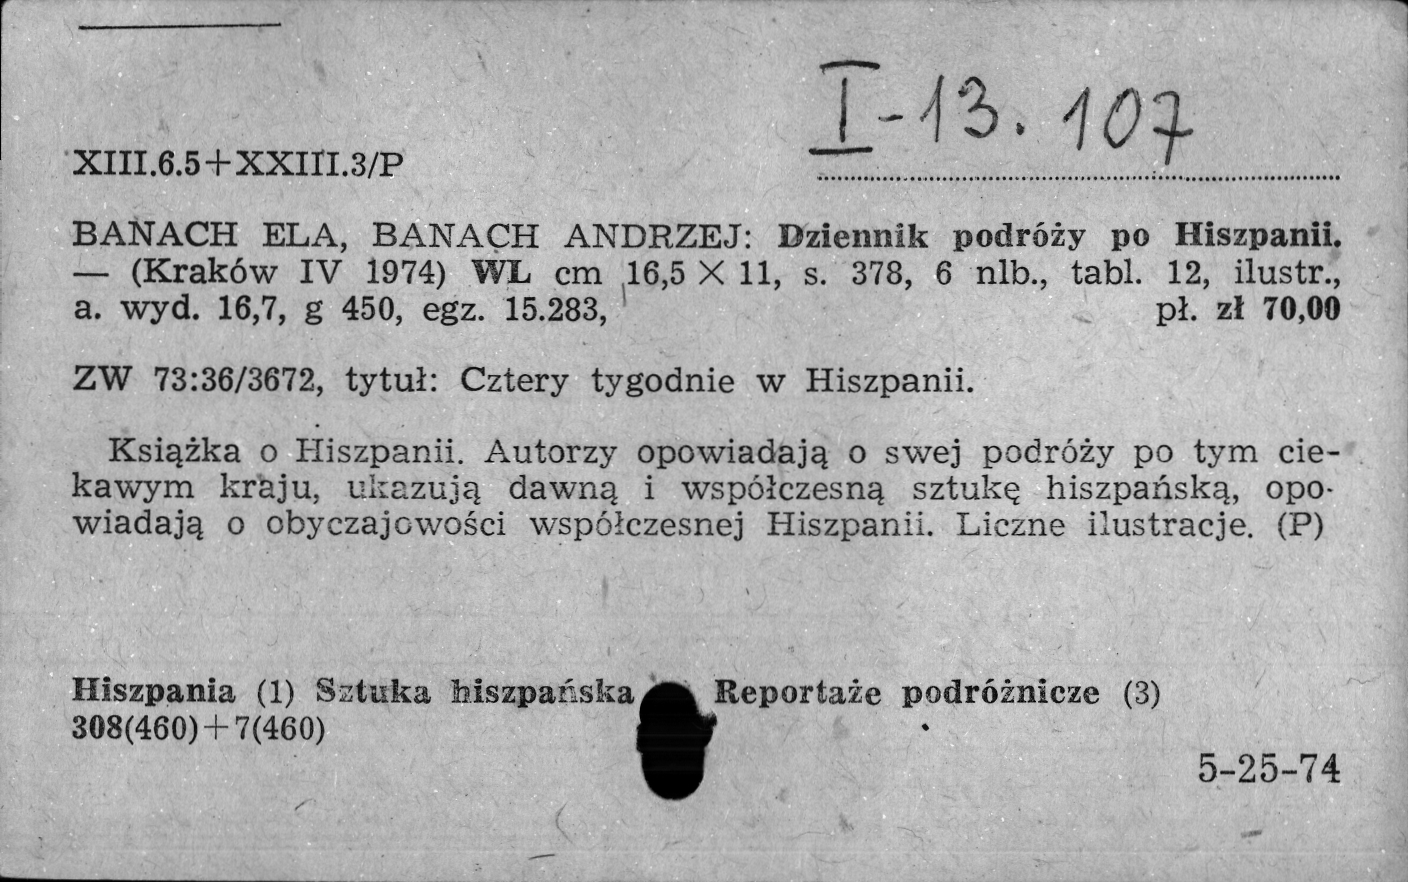 I-13. 107
XIII.6.5+XXIII.3/P
BANACH ELA, BANACH ANDRZEJ: Dziennik podróży po Hiszpanii.
— (Kraków IV 1974) WL cm 16,5 X 11, s. 378, 6 nlb., tabl. 12, ilustr.,
a. wyd. 16,7, g 450, egz. 15.283, pł. zł 70,00
ZW 73:36/3672, tytuł: Cztery tygodnie w Hiszpanii.
Książka o Hiszpanii. Autorzy opowiadają o swej podróży po tym cie-
kawym kraju, ukazują dawną i współczesną sztukę hiszpańską, opo-
wiadają o obyczajowości współczesnej Hiszpanii. Liczne ilustracje. (P)
Hiszpania (1) Sztuka hiszpańska Reportaże podróżnicze (3)
308(460)+7(460)
5-25-74